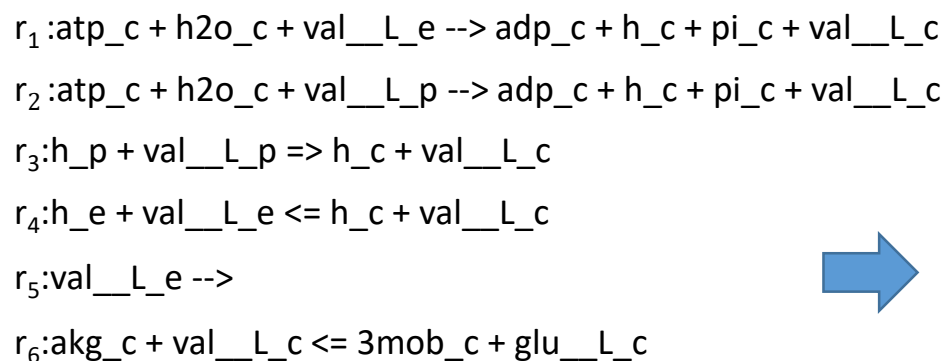 r₁:atp_c + h2o_c + val__L_e --> adp_c + h_c + pi_c + val__L_c
r₂:atp_c + h2o_c + val__L_p --> adp_c + h_c + pi_c + val__L_c
r₃:h_p + val__L_p => h_c + val__L_c
r₄:h_e + val__L_e <= h_c + val__L_c
r₅:val__L_e -->
r₆:akg_c + val__L_c <= 3mob_c + glu__L_c